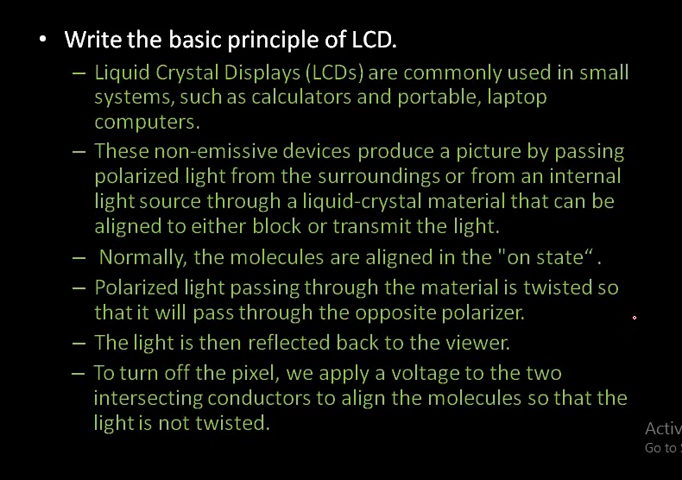 • Write the basic principle of LCD.
– Liquid Crystal Displays (LCDs) are commonly used in small
systems, such as calculators and portable, laptop
computers.
– These non-emissive devices produce a picture by passing
polarized light from the surroundings or from an internal
light source through a liquid-crystal material that can be
aligned to either block or transmit the light.
– Normally, the molecules are aligned in the "on state“ .
– Polarized light passing through the material is twisted so
that it will pass through the opposite polarizer.
– The light is then reflected back to the viewer.
– To turn off the pixel, we apply a voltage to the two
intersecting conductors to align the molecules so that the
light is not twisted.
Activ
Go to S